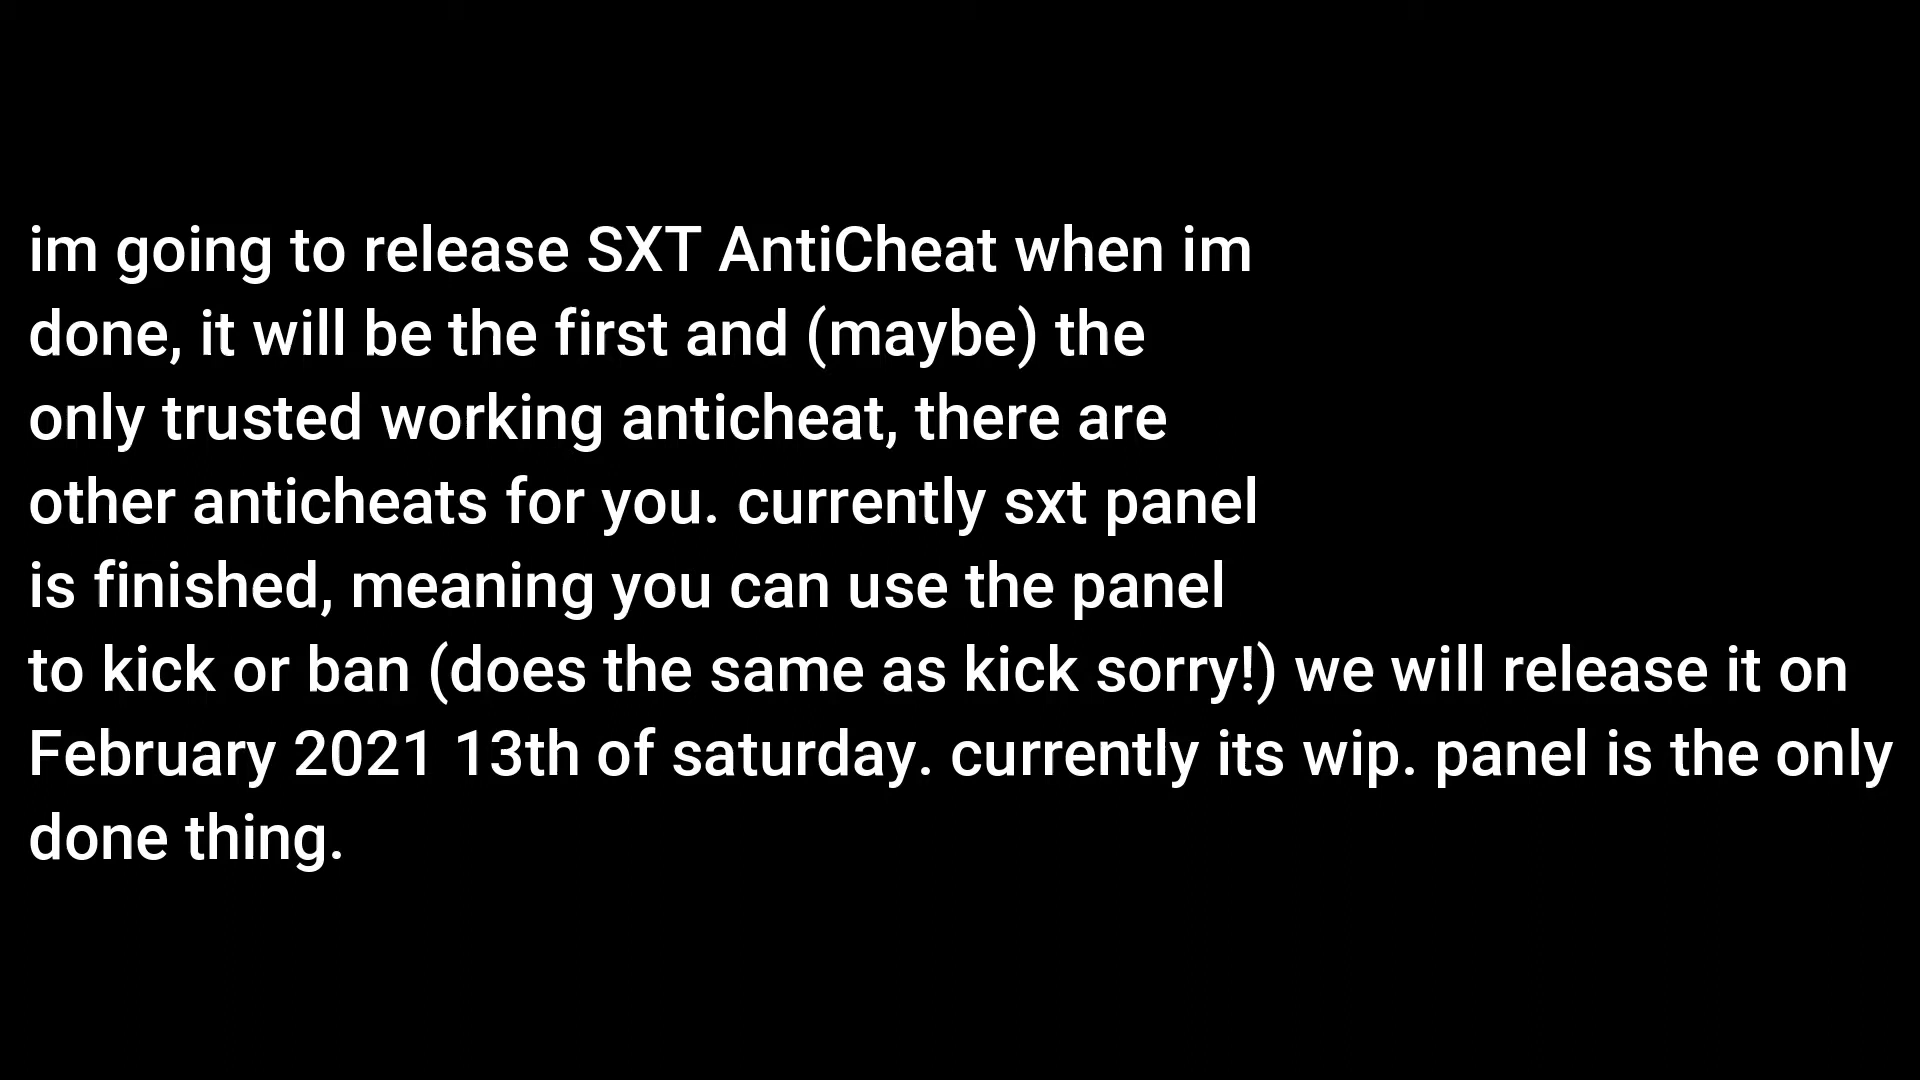 im going to release SXT AntiCheat when im
done, it will be the first and (maybe) the
only trusted working anticheat, there are
other anticheats for you. currently sxt panel
is finished, meaning you can use the panel
to kick or ban (does the same as kick sorry!) we will release it on
February 2021 13th of saturday. currently its wip. panel is the only
done thing.